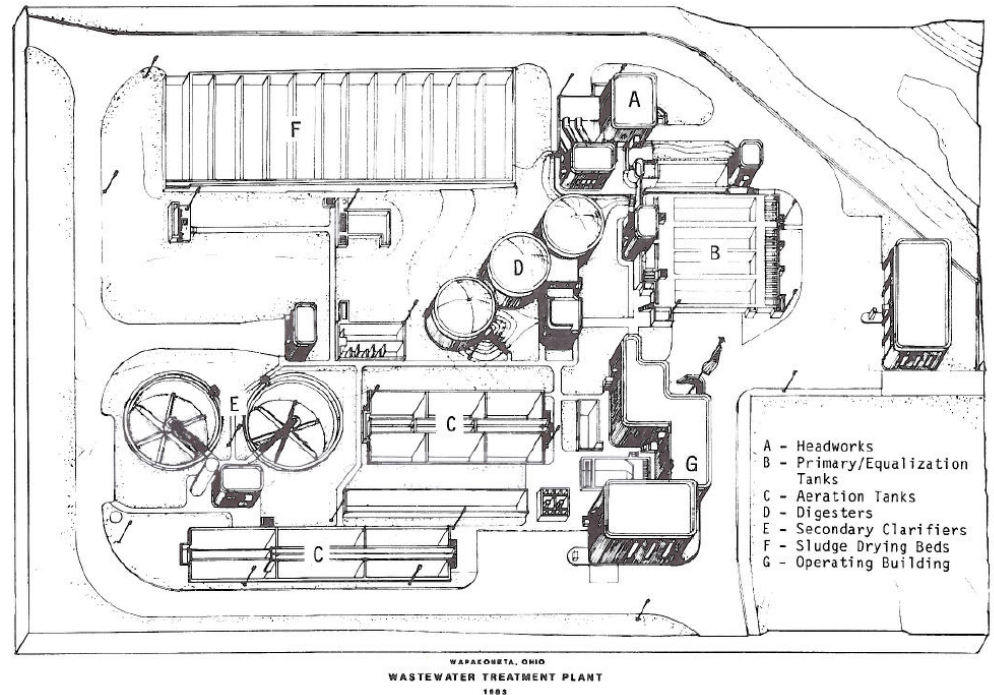 F
A
D
B
E
C
G
C
A - Headworks
B - Primary/Equalization
Tanks
C - Aeration Tanks
D - Digesters
E - Secondary Clarifiers
F - Sludge Drying Beds
G - Operating Building
WAPAKONETA, OHIO
WASTEWATER TREATMENT PLANT